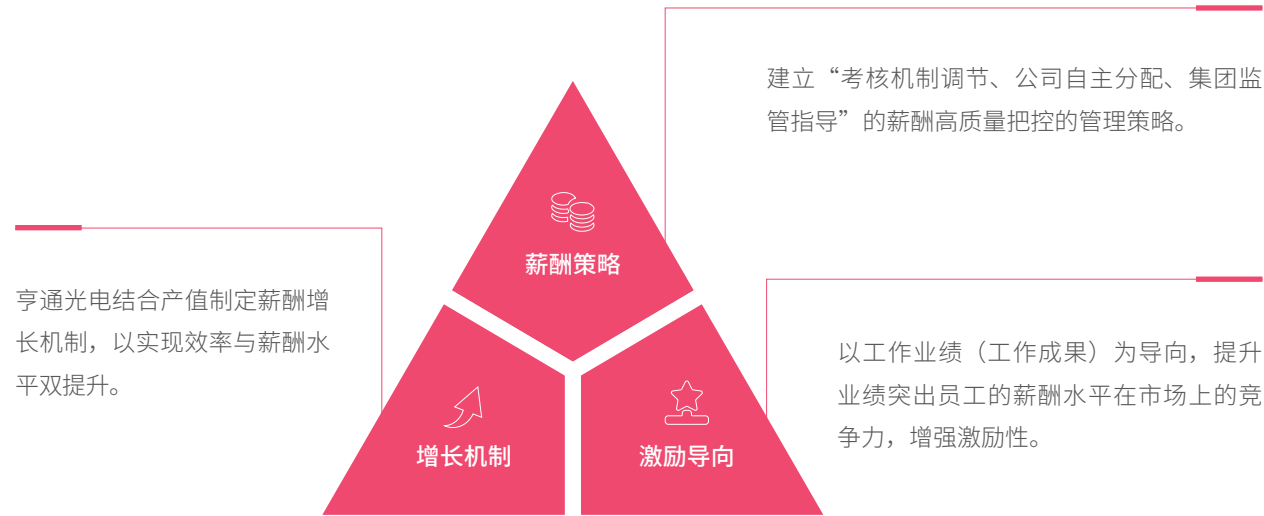 建立“考核机制调节、公司自主分配、集团监
管指导”的薪酬高质量把控的管理策略。
薪酬策略
亨通光电结合产值制定薪酬增
长机制，以实现效率与薪酬水
平双提升。
增长机制
激励导向
以工作业绩（工作成果）为导向，提升
业绩突出员工的薪酬水平在市场上的竞
争力，增强激励性。